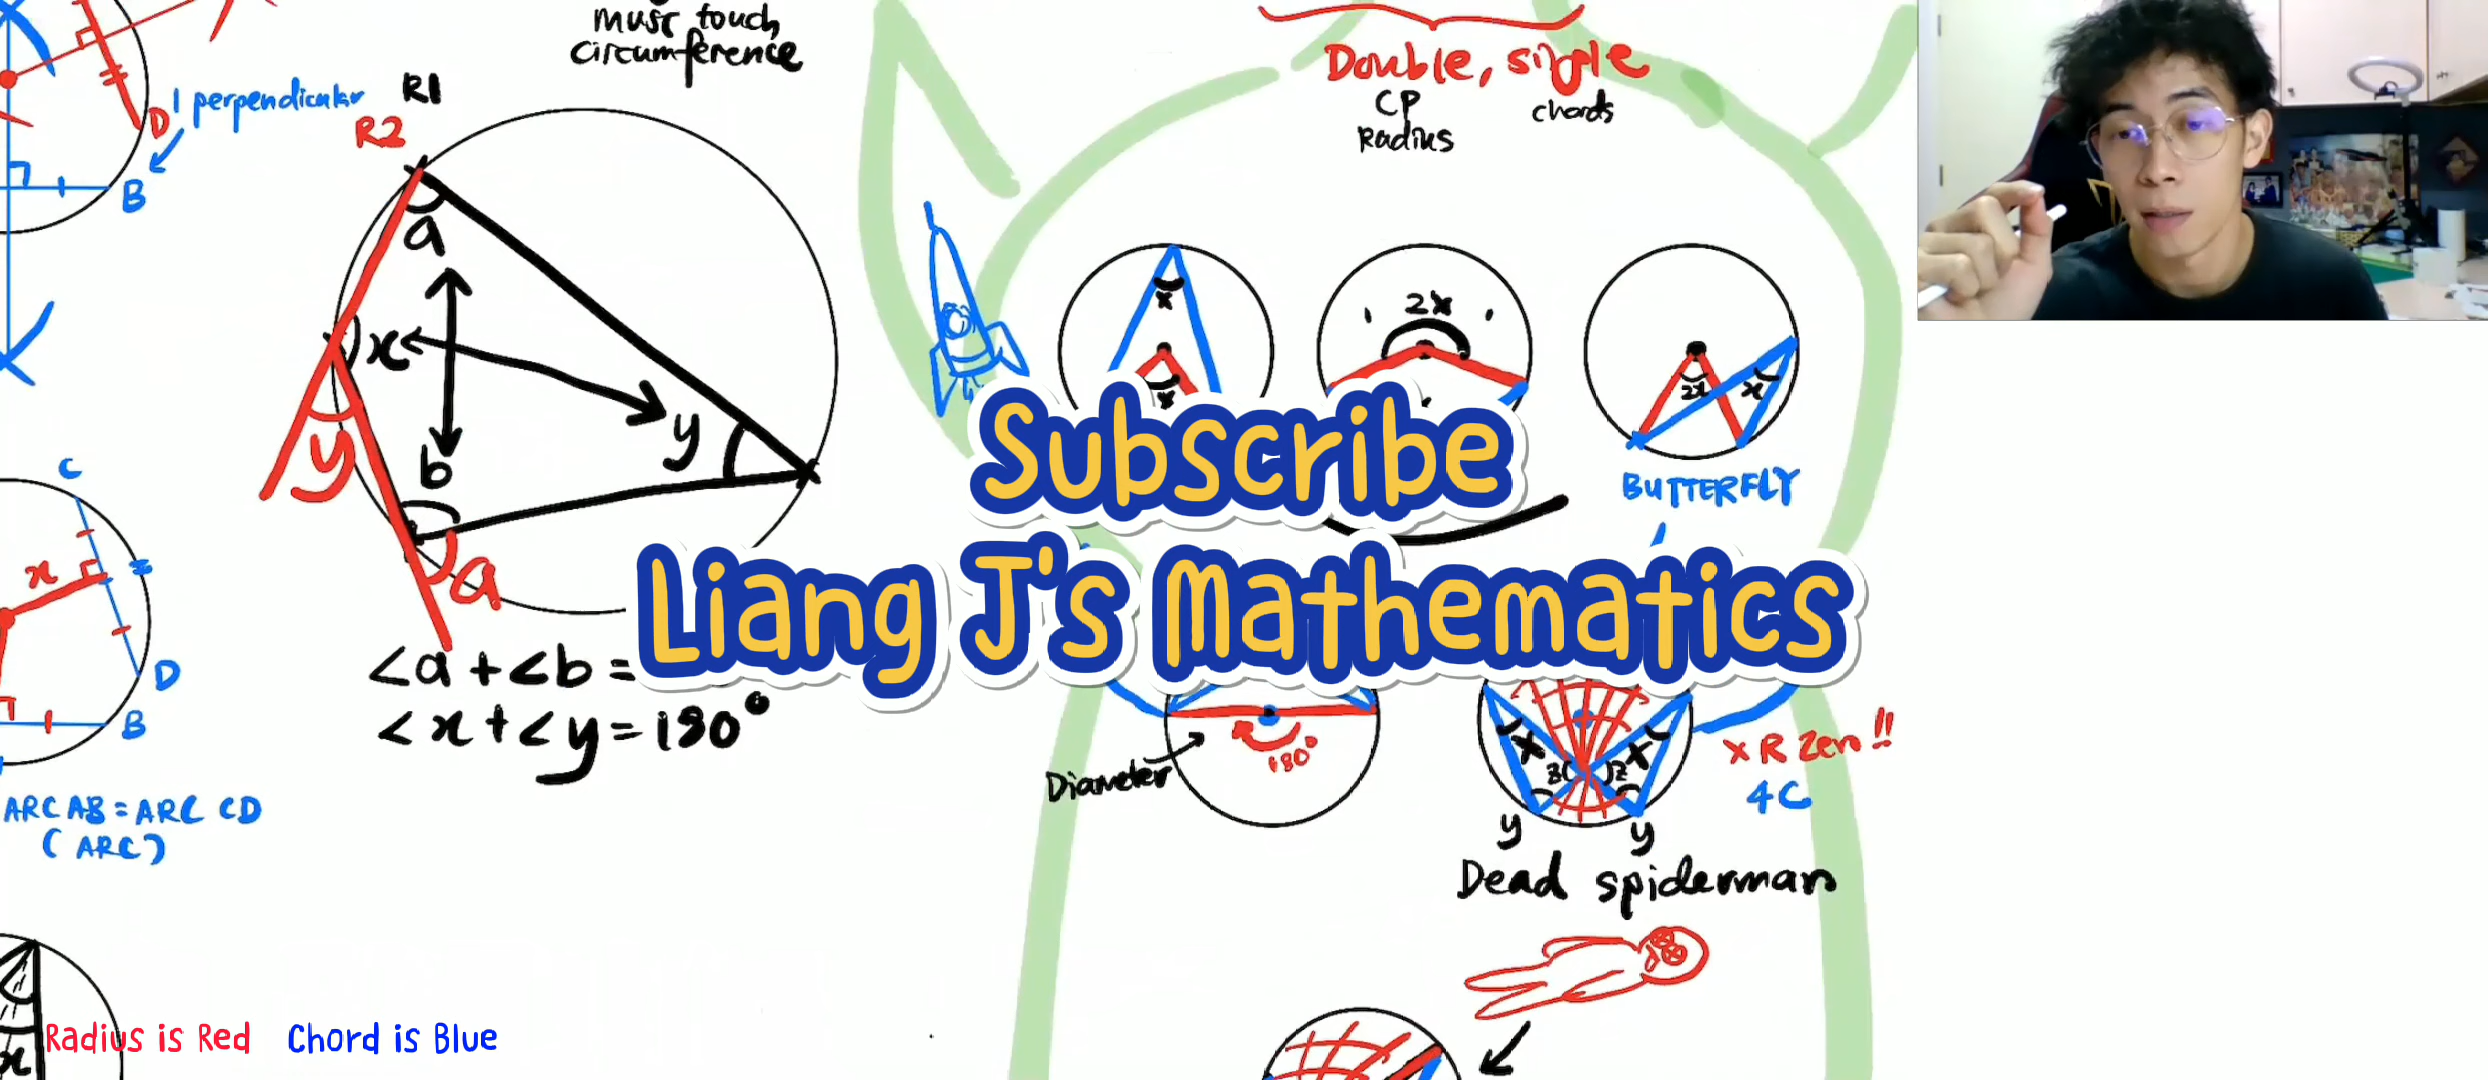 must touch
circumference
Double, single
CP
Radius
chords
R1
R2
1 perpendicular
D
B
a
x
y
y
b
a
<a + <b =
<x + <y = 180°
x
x
2x
2x
x
BUTTERFLY
Subscribe
Liang J's Mathematics
C
x
D
B
ARC AB = ARC CD
(ARC)
Diameter
180°
x
x
z
z
y
y
x R Zero!!
4C
Dead spiderman
x
Radius is Red Chord is Blue